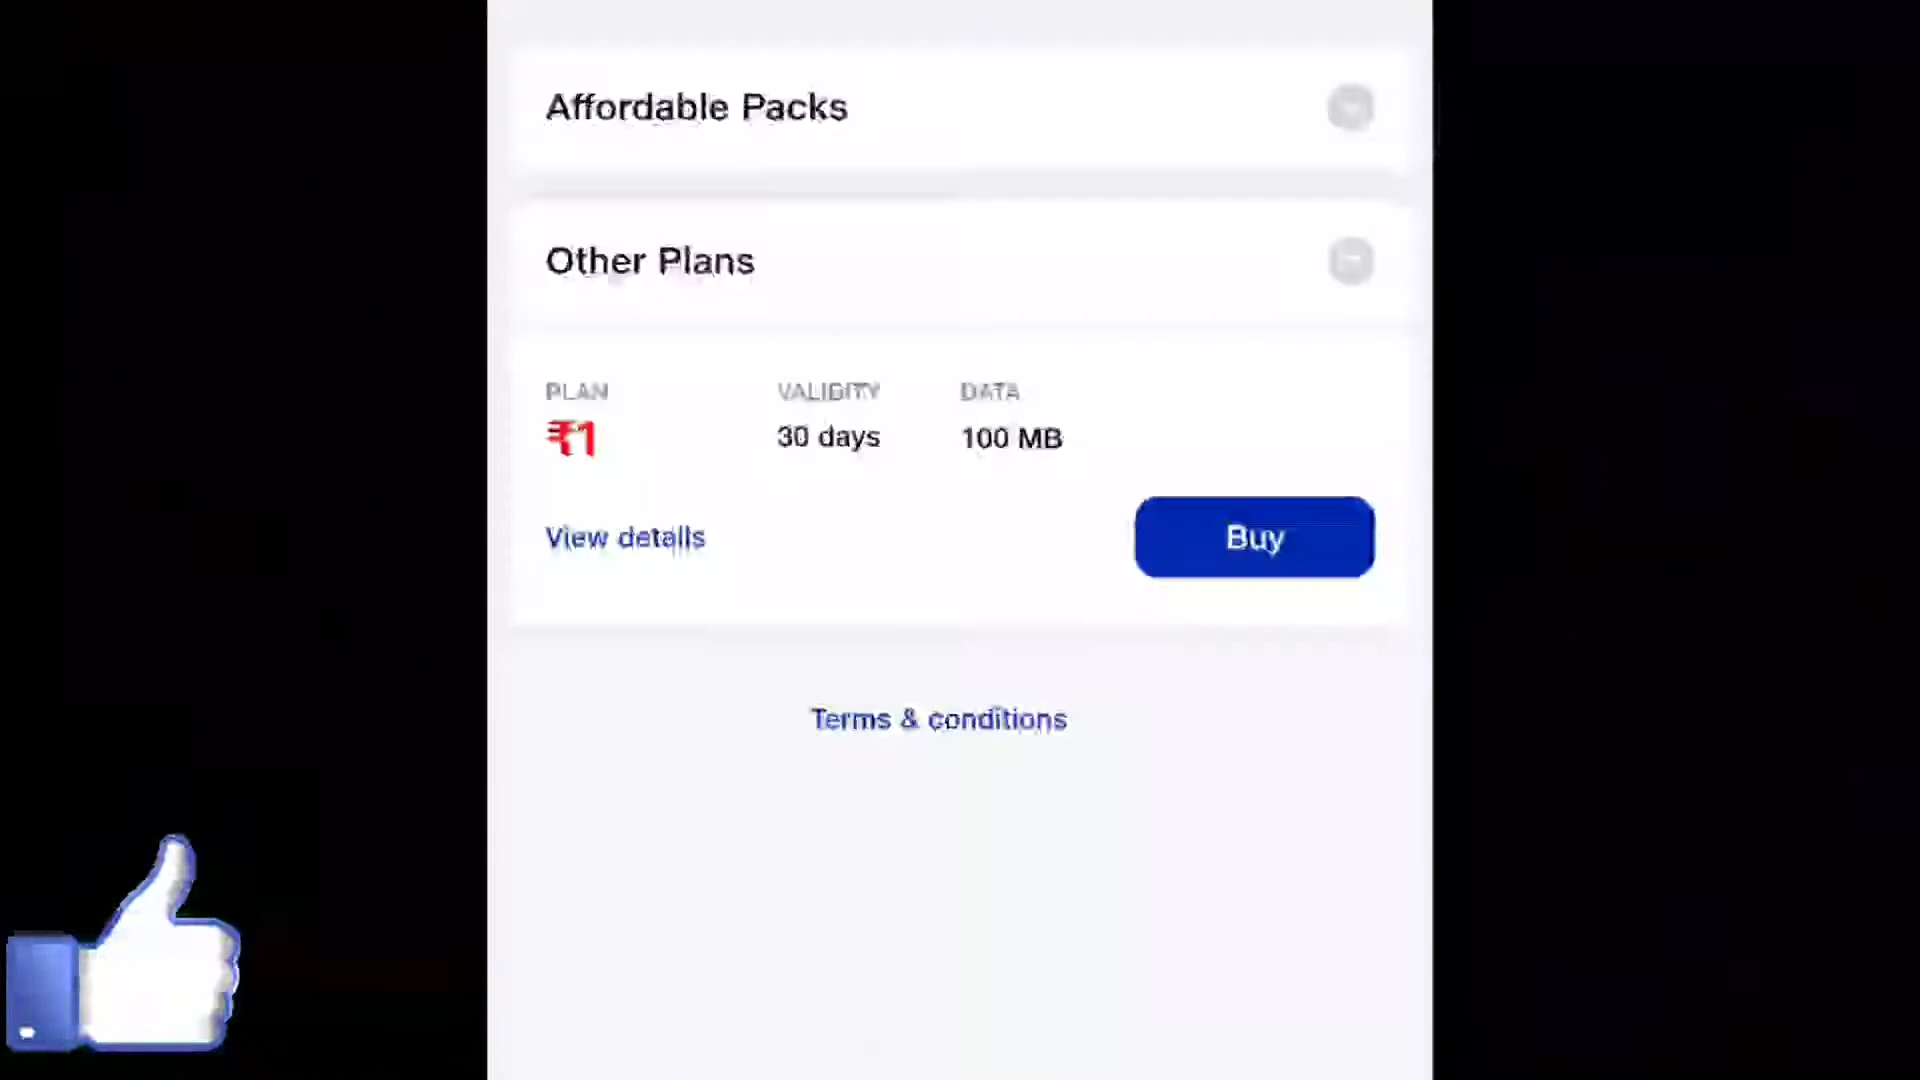 Affordable Packs
Other Plans
PLAN VALIDITY DATA
₹1 30 days 100 MB
View details Buy
Terms & conditions